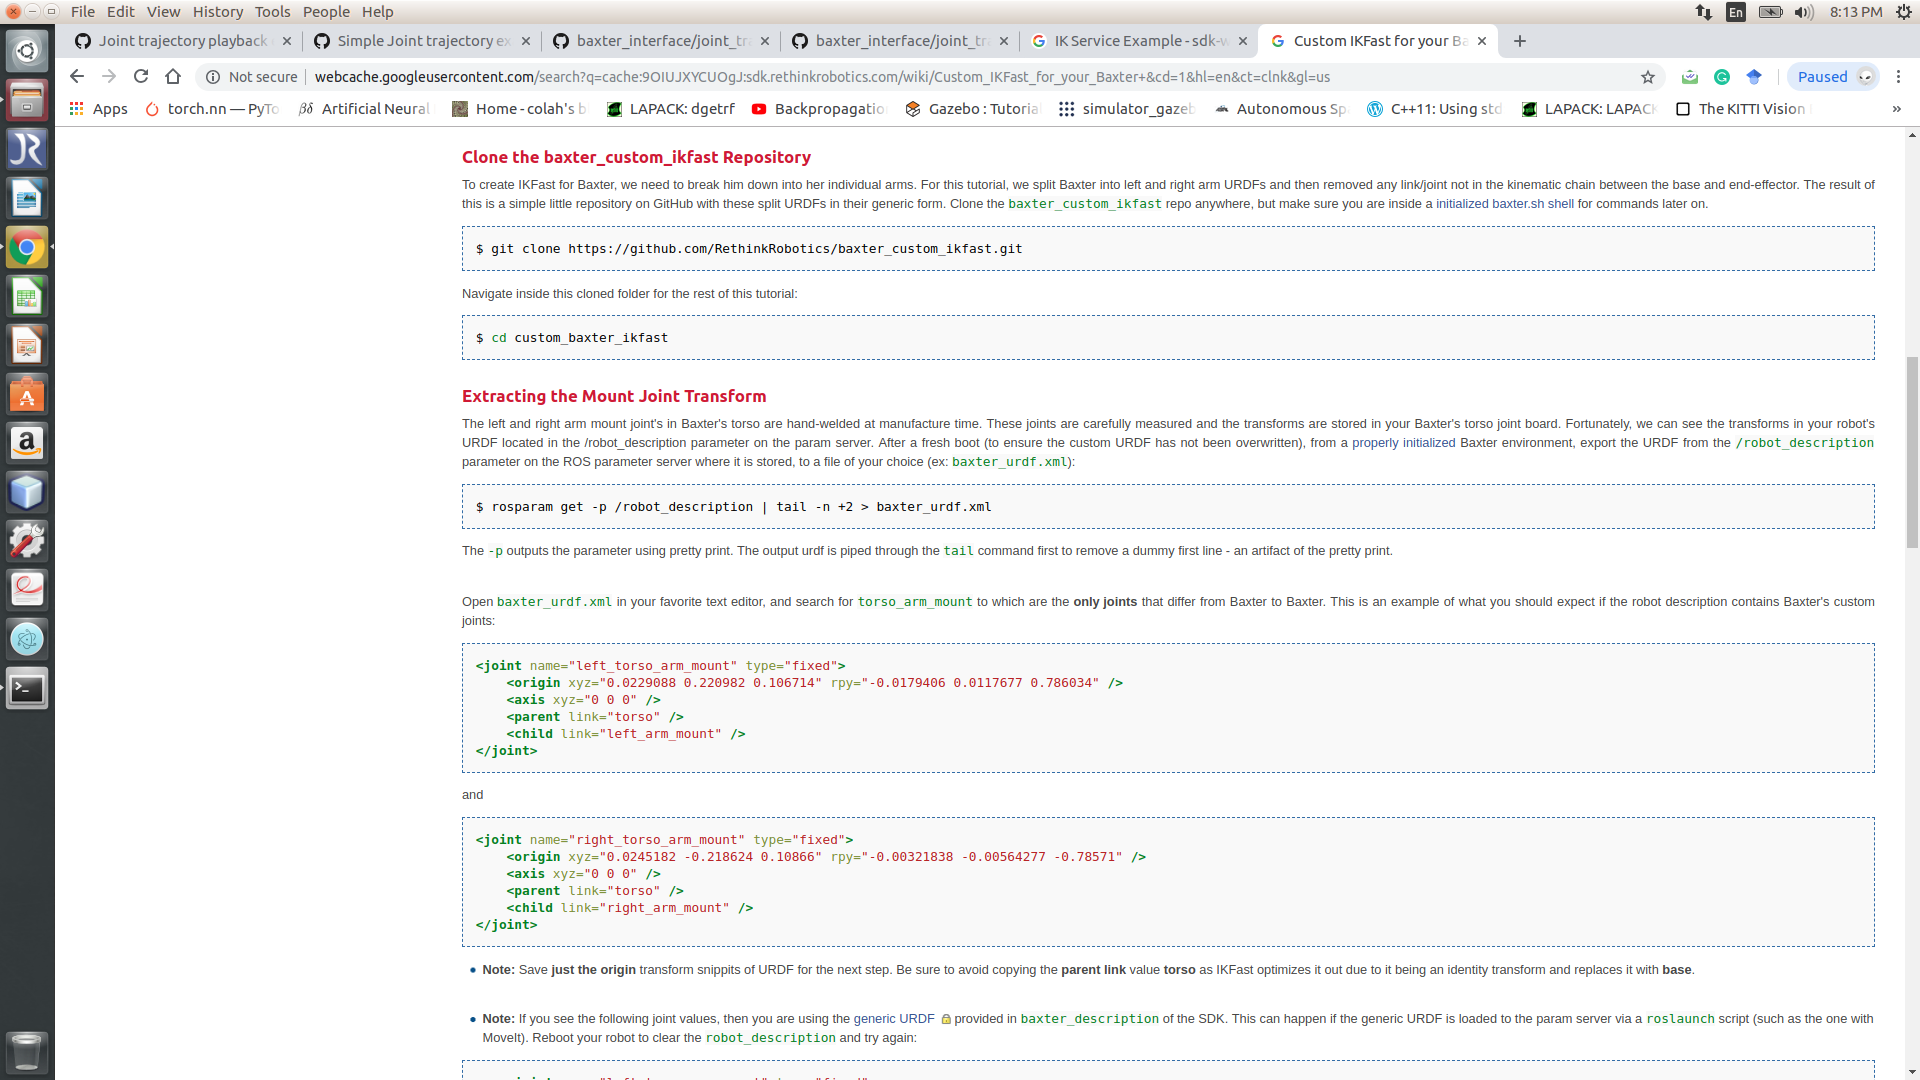 File Edit View History Tools People Help
En 8:13 PM
Joint trajectory playback
Simple Joint trajectory ex
baxter_interface/joint_tra
baxter_interface/joint_tra
IK Service Example - sdk-w
Custom IKFast for your Ba
Not secure webcache.googleusercontent.com/search?q=cache:9OIUJXYCUOgJ:sdk.rethinkrobotics.com/wiki/Custom_IKFast_for_your_Baxter+&cd=1&hl=en&ct=clnk&gl=us
Paused
Apps torch.nn — PyTo Artificial Neural Home - colah's b LAPACK: dgetrf Backpropagatio Gazebo : Tutorial simulator_gazeb Autonomous Sp C++11: Using std LAPACK: LAPACK The KITTI Vision »
Clone the baxter_custom_ikfast Repository
To create IKFast for Baxter, we need to break him down into her individual arms. For this tutorial, we split Baxter into left and right arm URDFs and then removed any link/joint not in the kinematic chain between the base and end-effector. The result of
this is a simple little repository on GitHub with these split URDFs in their generic form. Clone the baxter_custom_ikfast repo anywhere, but make sure you are inside a initialized baxter.sh shell for commands later on.
$ git clone https://github.com/RethinkRobotics/baxter_custom_ikfast.git
Navigate inside this cloned folder for the rest of this tutorial:
$ cd custom_baxter_ikfast
Extracting the Mount Joint Transform
The left and right arm mount joint's in Baxter's torso are hand-welded at manufacture time. These joints are carefully measured and the transforms are stored in your Baxter's torso joint board. Fortunately, we can see the transforms in your robot's
URDF located in the /robot_description parameter on the param server. After a fresh boot (to ensure the custom URDF has not been overwritten), from a properly initialized Baxter environment, export the URDF from the /robot_description
parameter on the ROS parameter server where it is stored, to a file of your choice (ex: baxter_urdf.xml):
$ rosparam get -p /robot_description | tail -n +2 > baxter_urdf.xml
The -p outputs the parameter using pretty print. The output urdf is piped through the tail command first to remove a dummy first line - an artifact of the pretty print.
Open baxter_urdf.xml in your favorite text editor, and search for torso_arm_mount to which are the only joints that differ from Baxter to Baxter. This is an example of what you should expect if the robot description contains Baxter's custom
joints:
<joint name="left_torso_arm_mount" type="fixed">
<origin xyz="0.0229088 0.220982 0.106714" rpy="-0.0179406 0.0117677 0.786034" />
<axis xyz="0 0 0" />
<parent link="torso" />
<child link="left_arm_mount" />
</joint>
and
<joint name="right_torso_arm_mount" type="fixed">
<origin xyz="0.0245182 -0.218624 0.10866" rpy="-0.00321838 -0.00564277 -0.78571" />
<axis xyz="0 0 0" />
<parent link="torso" />
<child link="right_arm_mount" />
</joint>
Note: Save just the origin transform snippits of URDF for the next step. Be sure to avoid copying the parent link value torso as IKFast optimizes it out due to it being an identity transform and replaces it with base.
Note: If you see the following joint values, then you are using the generic URDF provided in baxter_description of the SDK. This can happen if the generic URDF is loaded to the param server via a roslaunch script (such as the one with
MoveIt). Reboot your robot to clear the robot_description and try again: